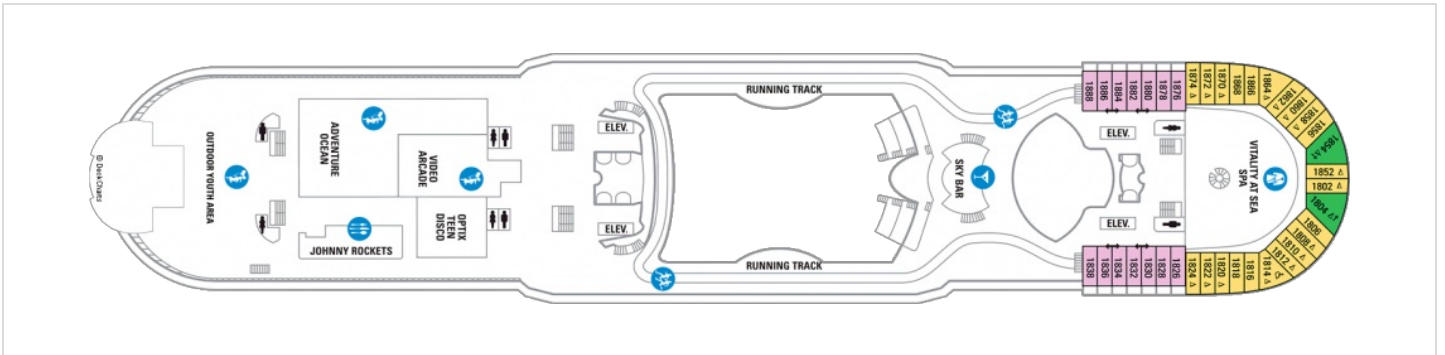 © DeckChains
OUTDOOR YOUTH AREA
ADVENTURE
OCEAN
VIDEO
ARCADE
OPTIX
TEEN
DISCO
JOHNNY ROCKETS
ELEV.
ELEV.
RUNNING TRACK
RUNNING TRACK
SKY BAR
ELEV.
ELEV.
VITALITY AT SEA
SPA
1888
1886
1884
1882
1880
1878
1876
1874
1872
1870
1868
1866
1864
1862
1860
1858
1856
1854
1852
1802
1804
1806
1808
1810
1812
1814
1816
1818
1820
1822
1824
1826
1828
1830
1832
1834
1836
1838